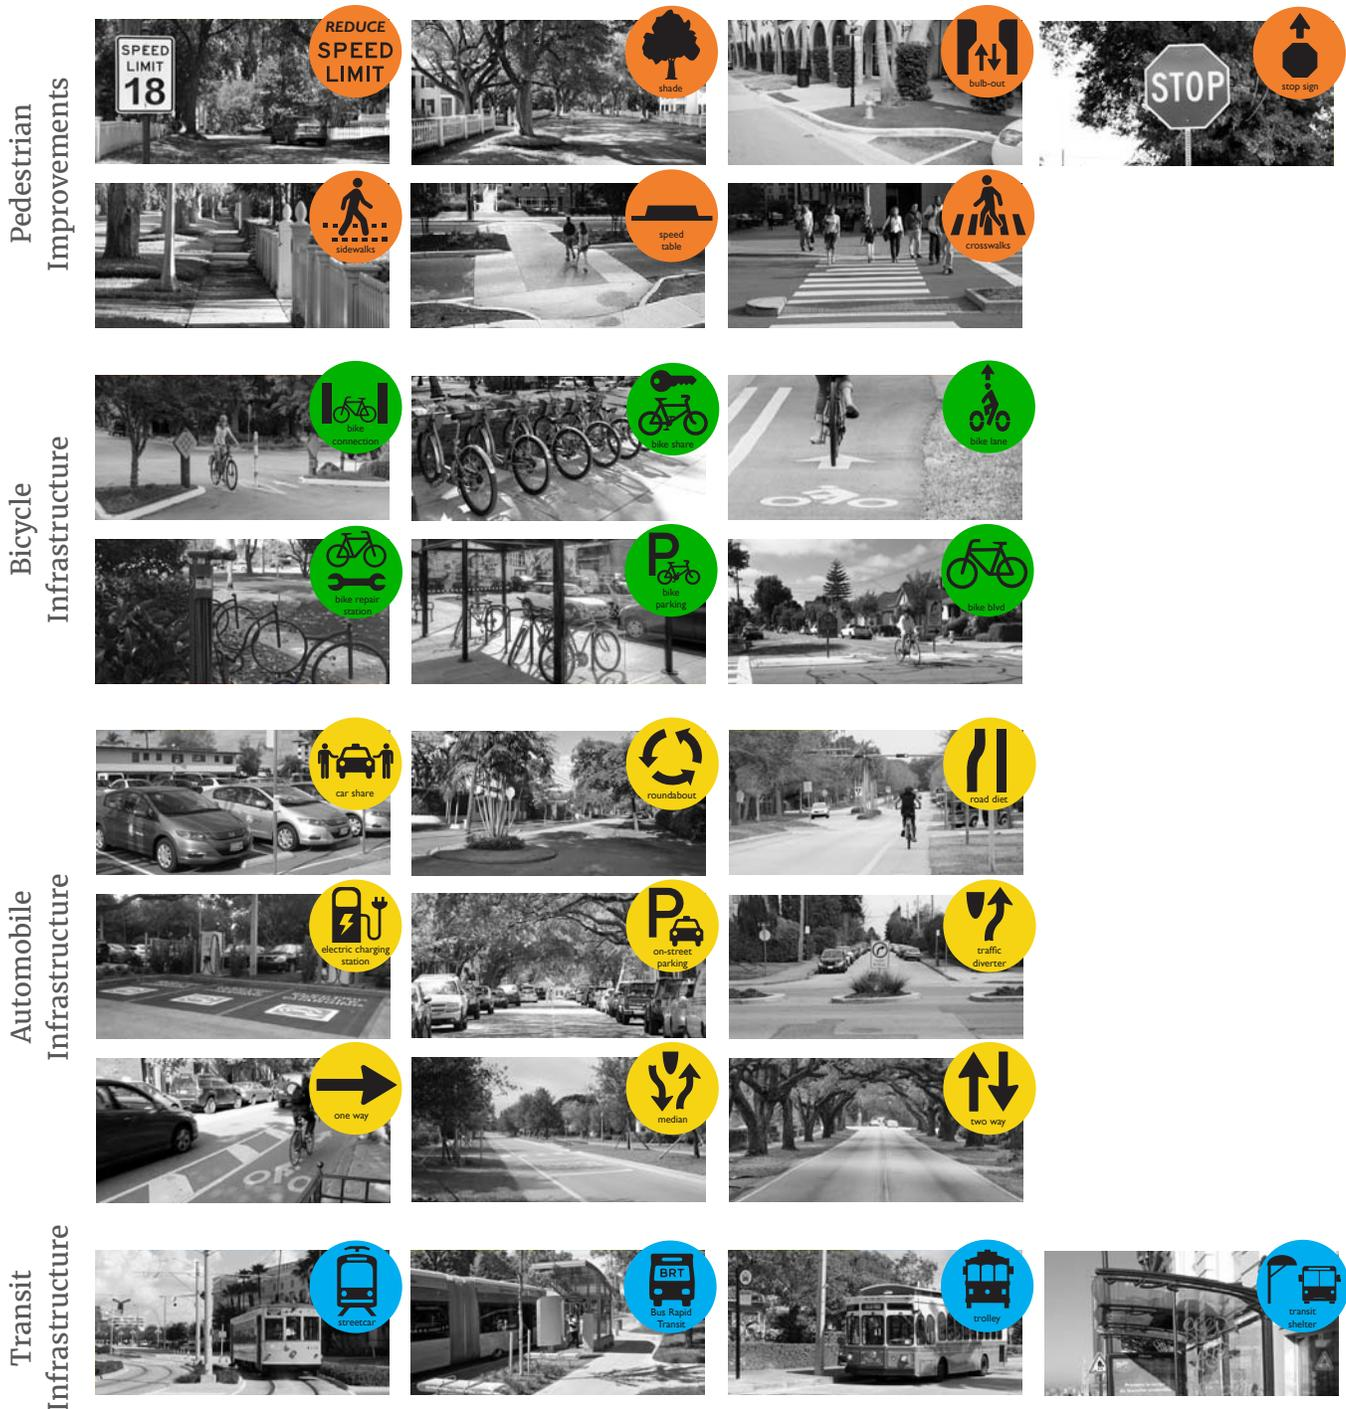 Pedestrian
Improvements
SPEED
LIMIT
18
REDUCE
SPEED
LIMIT
shade
bulb-out
STOP
stop sign
sidewalks
speed
table
crosswalks
Bicycle
Infrastructure
bike
connection
bike share
bike lane
bike repair
station
P
bike
parking
bike blvd
Automobile
Infrastructure
car share
roundabout
road diet
electric charging
station
P
on-street
parking
traffic
diverter
one way
median
two way
Transit
Infrastructure
streetcar
BRT
Bus Rapid
Transit
trolley
transit
shelter